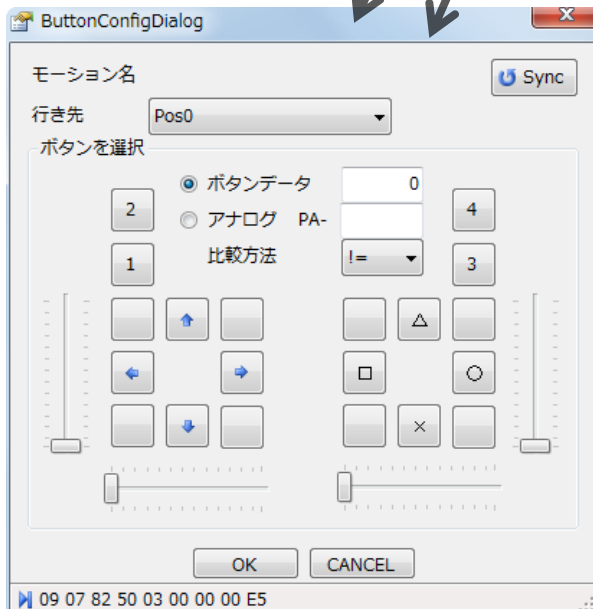 ButtonConfigDialog
モーション名
Sync
行き先 Pos0
ボタンを選択
ボタンデータ 0
アナログ PA-
比較方法 !=
2
4
1
3
△
□ ○
×
OK CANCEL
09 07 82 50 03 00 00 00 E5